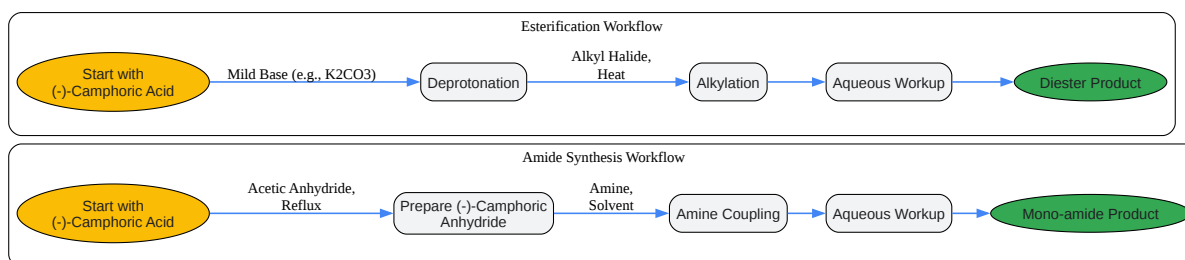 Esterification Workflow
Start with
(-)-Camphoric Acid
Mild Base (e.g., K2CO3)
Deprotonation
Alkyl Halide,
Heat
Alkylation
Aqueous Workup
Diester Product
Amide Synthesis Workflow
Start with
(-)-Camphoric Acid
Acetic Anhydride,
Reflux
Prepare (-)-Camphoric
Anhydride
Amine,
Solvent
Amine Coupling
Aqueous Workup
Mono-amide Product